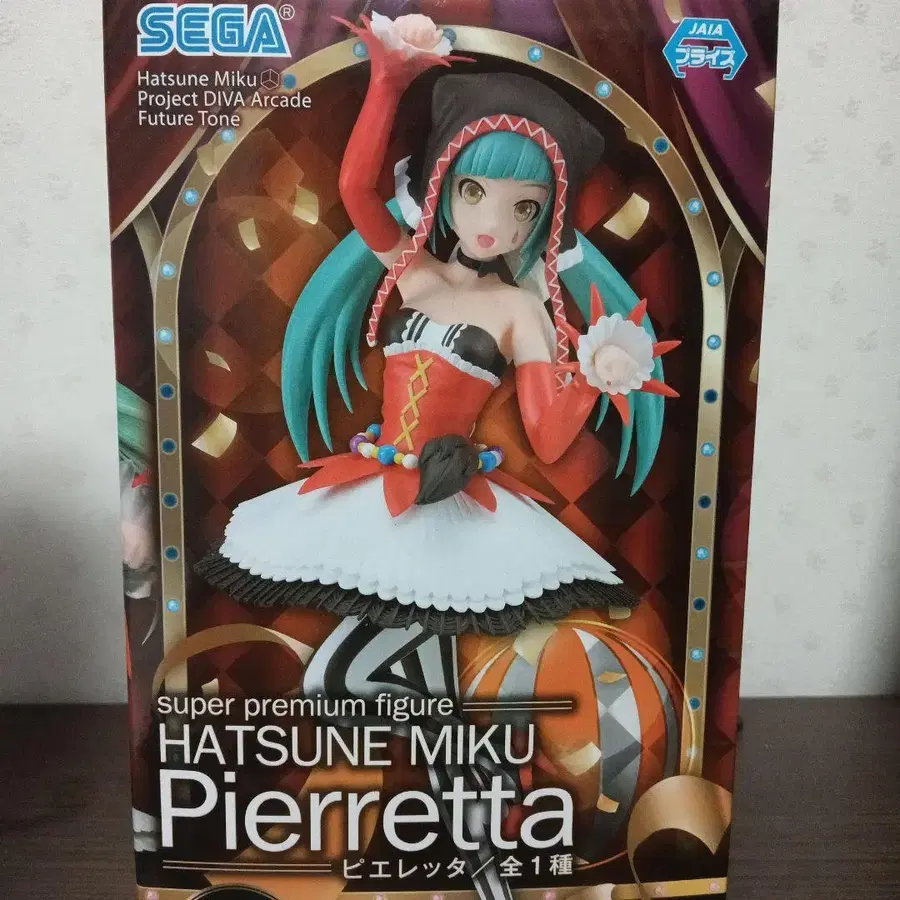 SEGA®
Hatsune Miku
Project DIVA Arcade
Future Tone
JAIA
プライズ
super premium figure
HATSUNE MIKU
Pierretta
ピエレッタ/全1種